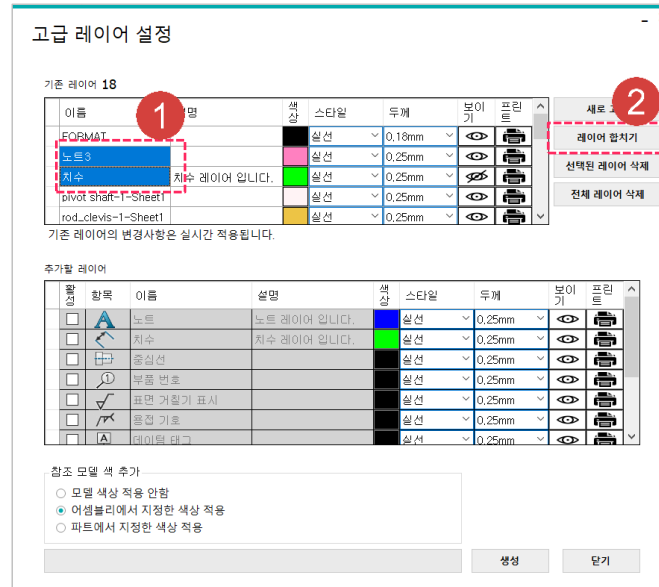 고급 레이어 설정
기존 레이어 18
이름 명 색상 스타일 두께 보이기 프린트
FORMAT 실선 0,18mm
노트3 실선 0,25mm
치수 치수 레이어 입니다. 실선 0,25mm
pivot shaft-1-Sheet1 실선 0,25mm
rod_clevis-1-Sheet1 실선 0,25mm
1
2
새로
레이어 합치기
선택된 레이어 삭제
전체 레이어 삭제
기존 레이어의 변경사항은 실시간 적용됩니다.
추가할 레이어
활성 항목 이름 설명 색상 스타일 두께 보이기 프린트
A 노트 노트 레이어 입니다. 실선 0,25mm
치수 치수 레이어 입니다. 실선 0,25mm
중심선 실선 0,25mm
1 부품 번호 실선 0,25mm
표면 거칠기 표시 실선 0,25mm
용접 기호 실선 0,25mm
A 데이텀 태그 실선 0,25mm
참조 모델 색 추가
모델 색상 적용 안함
어셈블리에서 지정한 색상 적용
파트에서 지정한 색상 적용
생성
닫기